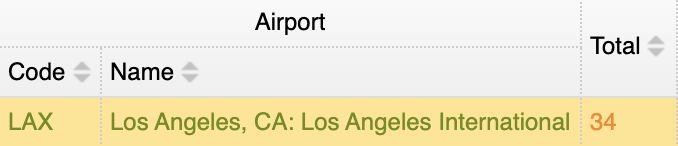 Airport
Total
Code Name
LAX Los Angeles, CA: Los Angeles International 34